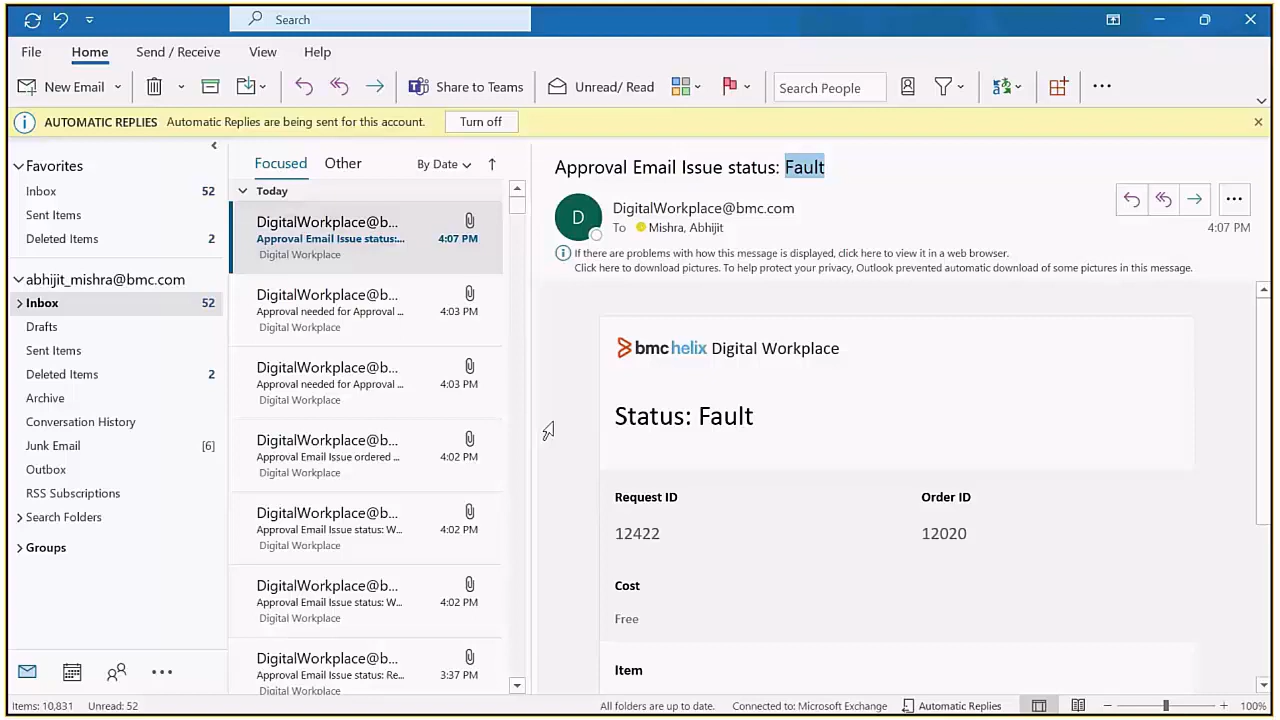 Search
File Home Send / Receive View Help
New Email Share to Teams Unread/ Read Search People
AUTOMATIC REPLIES Automatic Replies are being sent for this account. Turn off
Favorites
Inbox 52
Sent Items
Deleted Items 2
abhijit_mishra@bmc.com
Inbox 52
Drafts
Sent Items
Deleted Items 2
Archive
Conversation History
Junk Email [6]
Outbox
RSS Subscriptions
Search Folders
Groups
Focused Other By Date
Today
DigitalWorkplace@b...
Approval Email Issue status:... 4:07 PM
Digital Workplace
DigitalWorkplace@b...
Approval needed for Approval ... 4:03 PM
Digital Workplace
DigitalWorkplace@b...
Approval needed for Approval ... 4:03 PM
Digital Workplace
DigitalWorkplace@b...
Approval Email Issue ordered ... 4:02 PM
Digital Workplace
DigitalWorkplace@b...
Approval Email Issue status: W... 4:02 PM
Digital Workplace
DigitalWorkplace@b...
Approval Email Issue status: W... 4:02 PM
Digital Workplace
DigitalWorkplace@b...
Approval Email Issue status: Re... 3:37 PM
Digital Workplace
Approval Email Issue status: Fault
D
DigitalWorkplace@bmc.com
To Mishra, Abhijit
4:07 PM
If there are problems with how this message is displayed, click here to view it in a web browser.
Click here to download pictures. To help protect your privacy, Outlook prevented automatic download of some pictures in this message.
bmc helix Digital Workplace
Status: Fault
Request ID Order ID
12422 12020
Cost
Free
Item
Items: 10,831 Unread: 52 All folders are up to date. Connected to: Microsoft Exchange Automatic Replies 100%